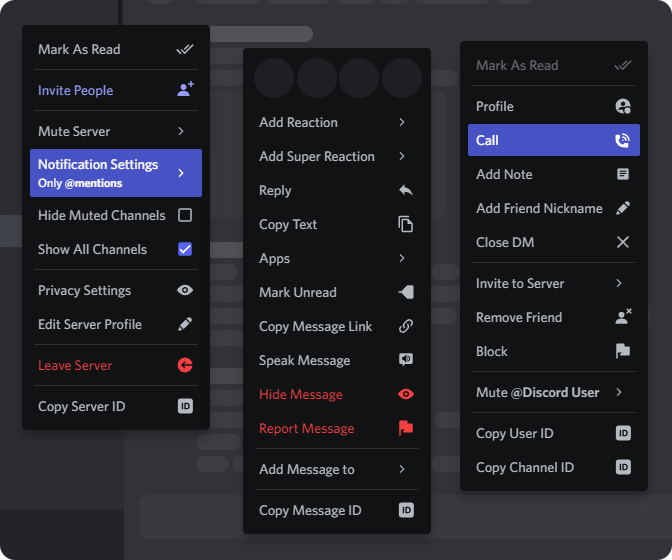 Mark As Read
Invite People
Mute Server
Notification Settings
Only @mentions
Hide Muted Channels
Show All Channels
Privacy Settings
Edit Server Profile
Leave Server
Copy Server ID
ID
Add Reaction
Add Super Reaction
Reply
Copy Text
Apps
Mark Unread
Copy Message Link
Speak Message
Hide Message
Report Message
Add Message to
Copy Message ID
ID
Mark As Read
Profile
Call
Add Note
Add Friend Nickname
Close DM
Invite to Server
Remove Friend
Block
Mute @Discord User
Copy User ID
ID
Copy Channel ID
ID